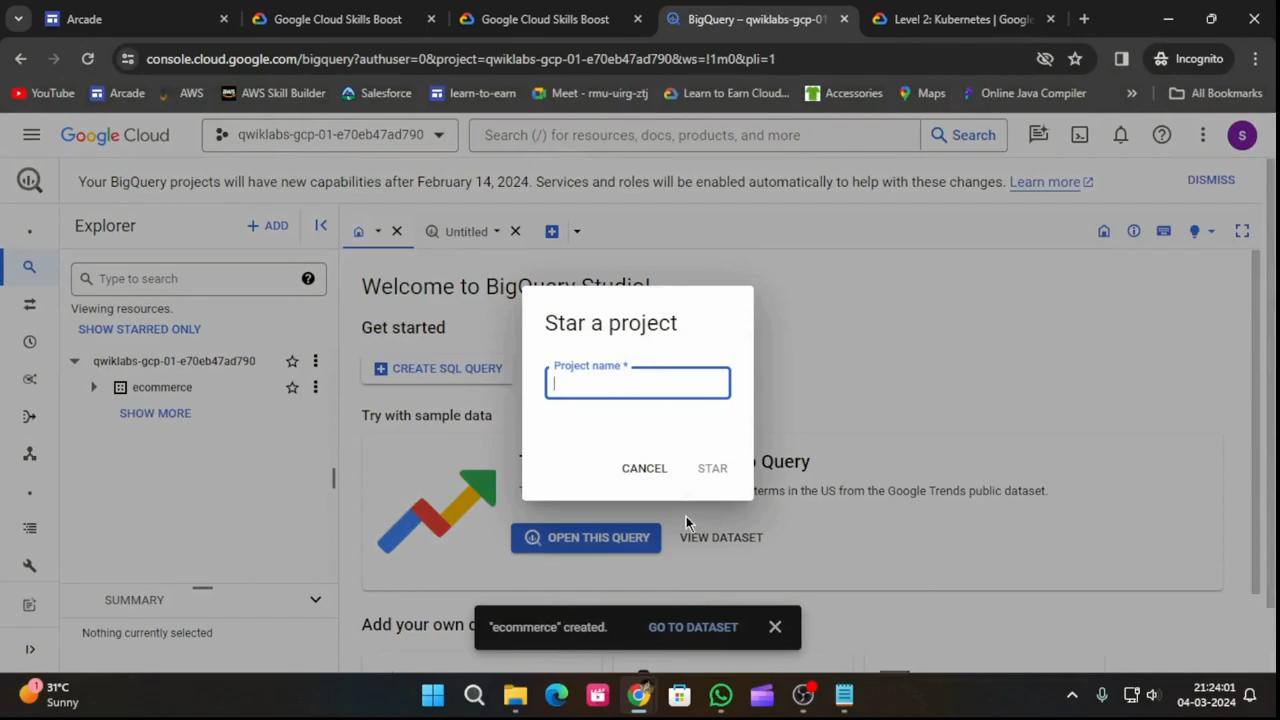 Arcade
Google Cloud Skills Boost
Google Cloud Skills Boost
BigQuery – qwiklabs-gcp-01
Level 2: Kubernetes | Google
console.cloud.google.com/bigquery?authuser=0&project=qwiklabs-gcp-01-e70eb47ad790&ws=!1m0&pli=1
Incognito
YouTube
Arcade
AWS
AWS Skill Builder
Salesforce
learn-to-earn
Meet - rmu-uirg-ztj
Learn to Earn Cloud...
Accessories
Maps
Online Java Compiler
All Bookmarks
Google Cloud
qwiklabs-gcp-01-e70eb47ad790
Search (/) for resources, docs, products, and more
Search
S
Your BigQuery projects will have new capabilities after February 14, 2024. Services and roles will be enabled automatically to help with these changes. Learn more
DISMISS
Explorer
+ ADD
Untitled
Type to search
Viewing resources.
SHOW STARRED ONLY
qwiklabs-gcp-01-e70eb47ad790
ecommerce
SHOW MORE
SUMMARY
Nothing currently selected
Welcome to BigQuery Studio!
Get started
CREATE SQL QUERY
Try with sample data
Query
terms in the US from the Google Trends public dataset.
OPEN THIS QUERY
VIEW DATASET
Add your own
Star a project
Project name *
CANCEL
STAR
"ecommerce" created.
GO TO DATASET
1
31°C
Sunny
21:24:01
04-03-2024